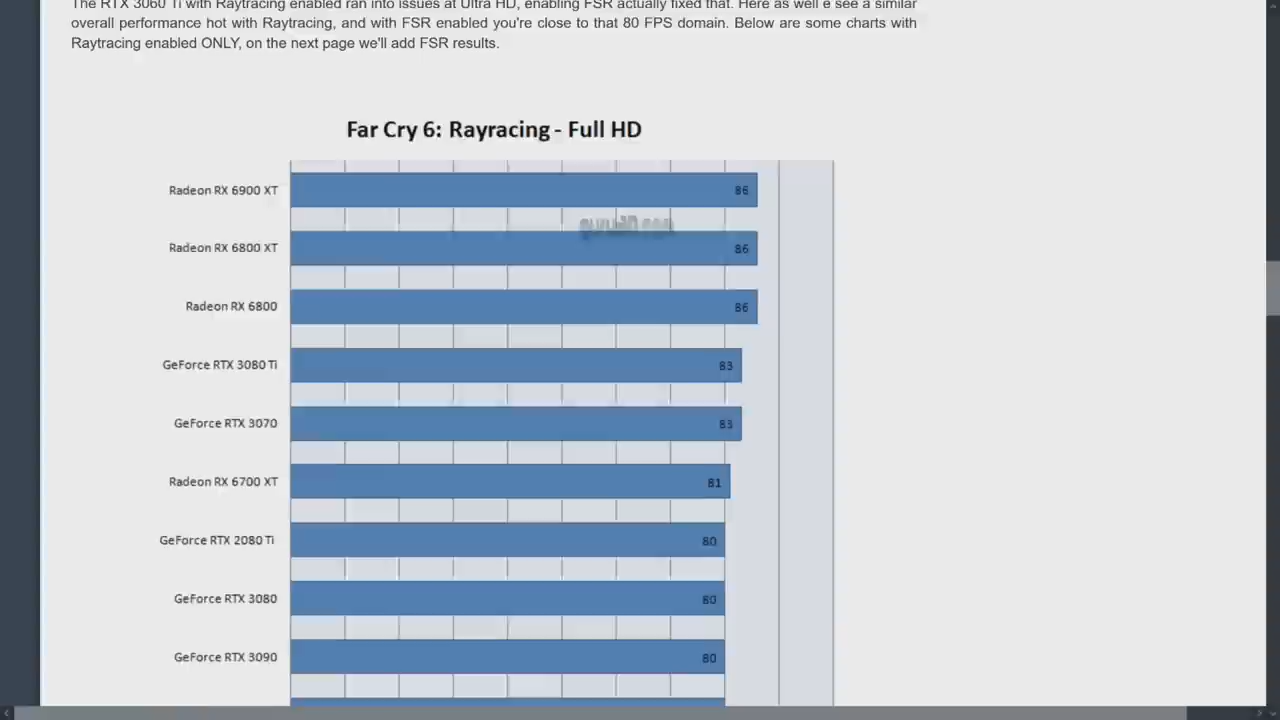 The RTX 3060 Ti with Raytracing enabled ran into issues at Ultra HD, enabling FSR actually fixed that. Here as well e see a similar
overall performance hot with Raytracing, and with FSR enabled you're close to that 80 FPS domain. Below are some charts with
Raytracing enabled ONLY, on the next page we'll add FSR results.
Far Cry 6: Rayracing - Full HD
Radeon RX 6900 XT 86
Radeon RX 6800 XT 86
Radeon RX 6800 86
GeForce RTX 3080 Ti 83
GeForce RTX 3070 83
Radeon RX 6700 XT 81
GeForce RTX 2080 Ti 80
GeForce RTX 3080 80
GeForce RTX 3090 80